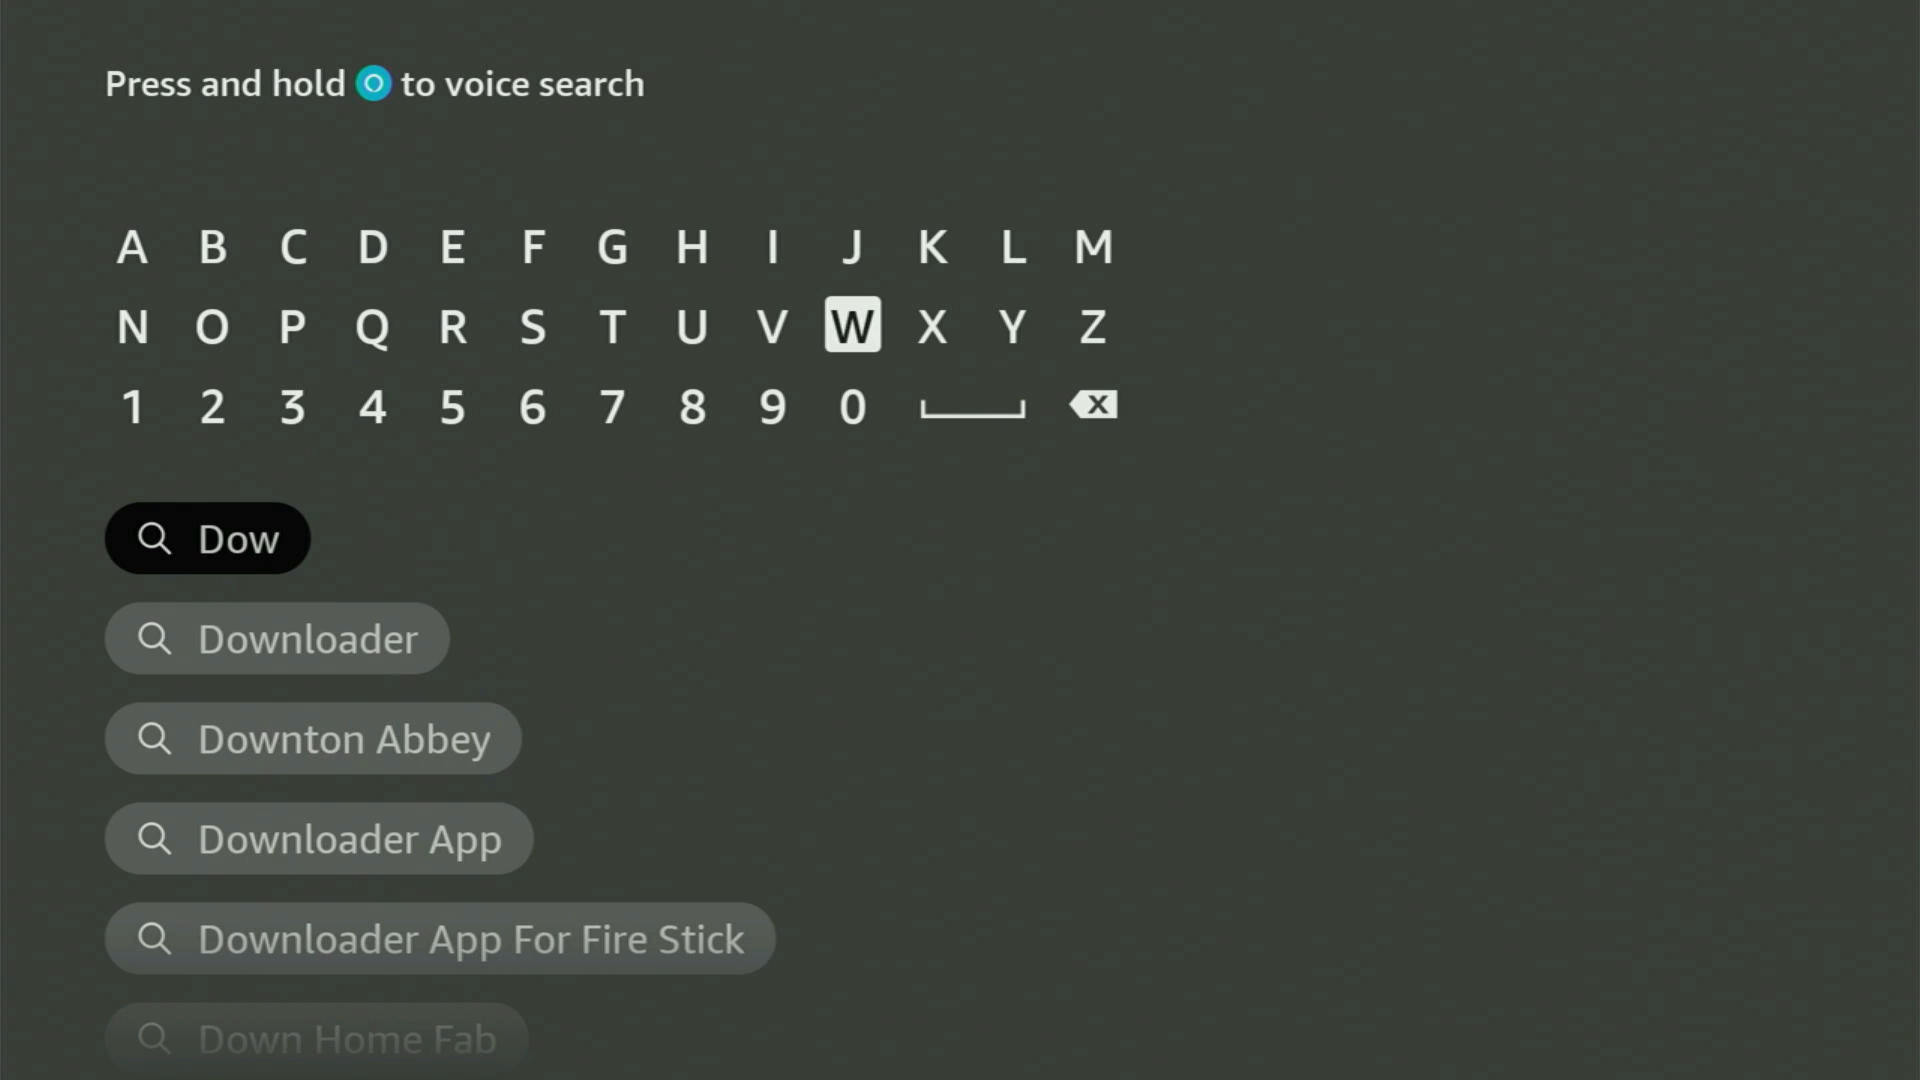 Press and hold to voice search
A B C D E F G H I J K L M
N O P Q R S T U V W X Y Z
1 2 3 4 5 6 7 8 9 0
Dow
Downloader
Downton Abbey
Downloader App
Downloader App For Fire Stick
Down Home Fab